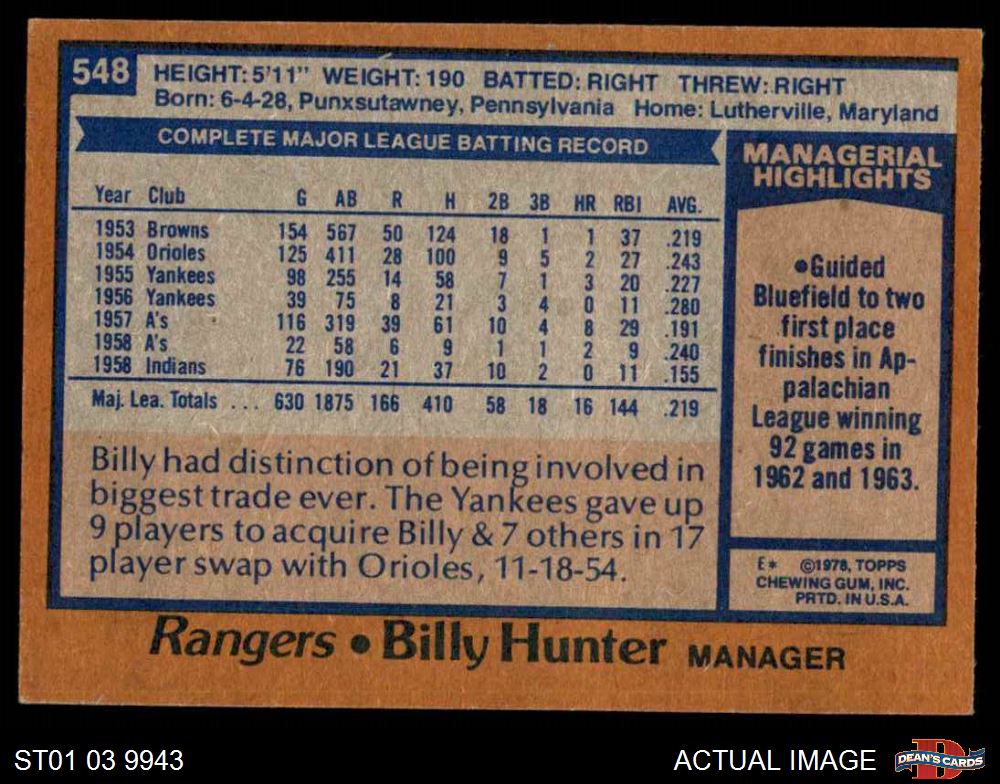 548
HEIGHT: 5'11" WEIGHT: 190 BATTED: RIGHT THREW: RIGHT
Born: 6-4-28, Punxsutawney, Pennsylvania Home: Lutherville, Maryland
COMPLETE MAJOR LEAGUE BATTING RECORD
Year Club G AB R H 2B 3B HR RBI AVG.
1953 Browns 154 567 50 124 18 1 1 37 .219
1954 Orioles 125 411 28 100 9 5 2 27 .243
1955 Yankees 98 255 14 58 7 1 3 20 .227
1956 Yankees 39 75 8 21 3 4 0 11 .280
1957 A's 116 319 39 61 10 4 8 29 .191
1958 A's 22 58 6 9 1 1 2 9 .240
1958 Indians 76 190 21 37 10 2 0 11 .155
Maj. Lea. Totals ... 630 1875 166 410 58 18 16 144 .219
Billy had distinction of being involved in
biggest trade ever. The Yankees gave up
9 players to acquire Billy & 7 others in 17
player swap with Orioles, 11-18-54.
MANAGERIAL
HIGHLIGHTS
•Guided
Bluefield to two
first place
finishes in Ap-
palachian
League winning
92 games in
1962 and 1963.
E* ©1978, TOPPS
CHEWING GUM, INC.
PRTD. IN U.S.A.
Rangers • Billy Hunter MANAGER
ST01 03 9943
ACTUAL IMAGE
D
DEAN'S CARDS